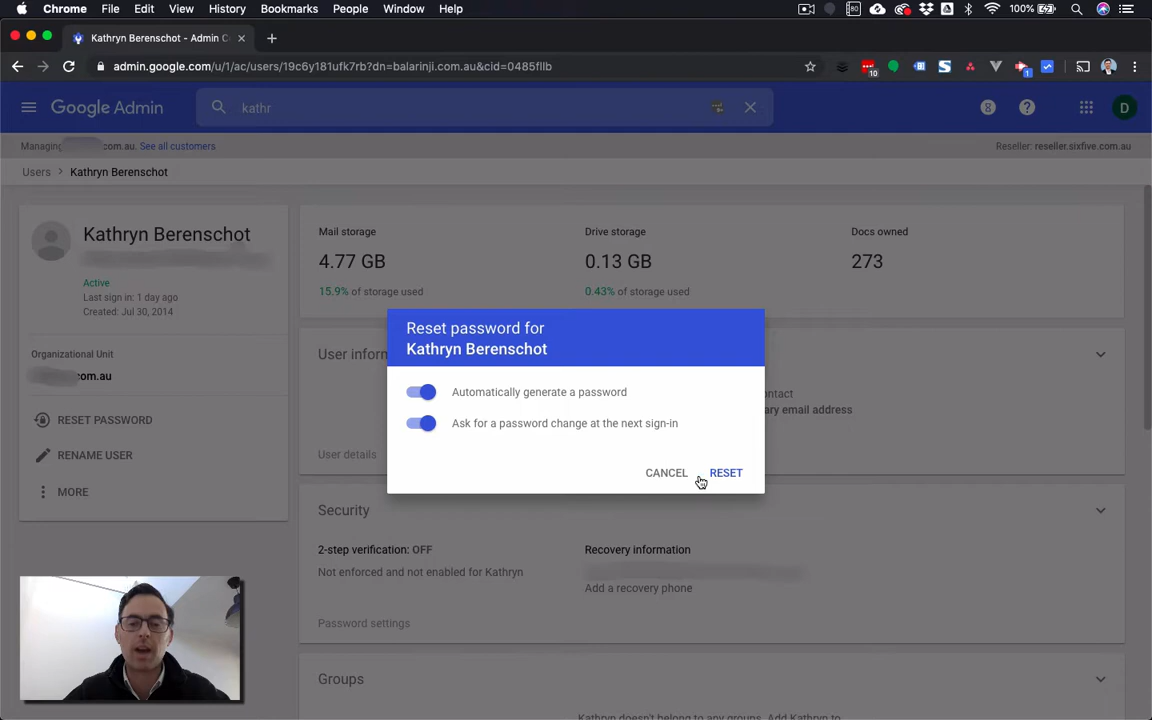 Chrome File Edit View History Bookmarks People Window Help 80 100%
Kathryn Berenschot - Admin C
admin.google.com/u/1/ac/users/19c6y181ufk7rb?dn=balarinji.com.au&cid=0485fllb 10 1
Google Admin kathr 8 D
Managing com.au. See all customers Reseller: reseller.sixfive.com.au
Users > Kathryn Berenschot
Kathryn Berenschot
Active
Last sign in: 1 day ago
Created: Jul 30, 2014
Organizational Unit
com.au
RESET PASSWORD
RENAME USER
MORE
Mail storage Drive storage Docs owned
4.77 GB 0.13 GB 273
15.9% of storage used 0.43% of storage used
User infor
ontact
ary email address
User details
Reset password for
Kathryn Berenschot
Automatically generate a password
Ask for a password change at the next sign-in
CANCEL RESET
Security
2-step verification: OFF Recovery information
Not enforced and not enabled for Kathryn
Add a recovery phone
Password settings
Groups
Kathryn doesn't belong to any groups. Add Kathryn to